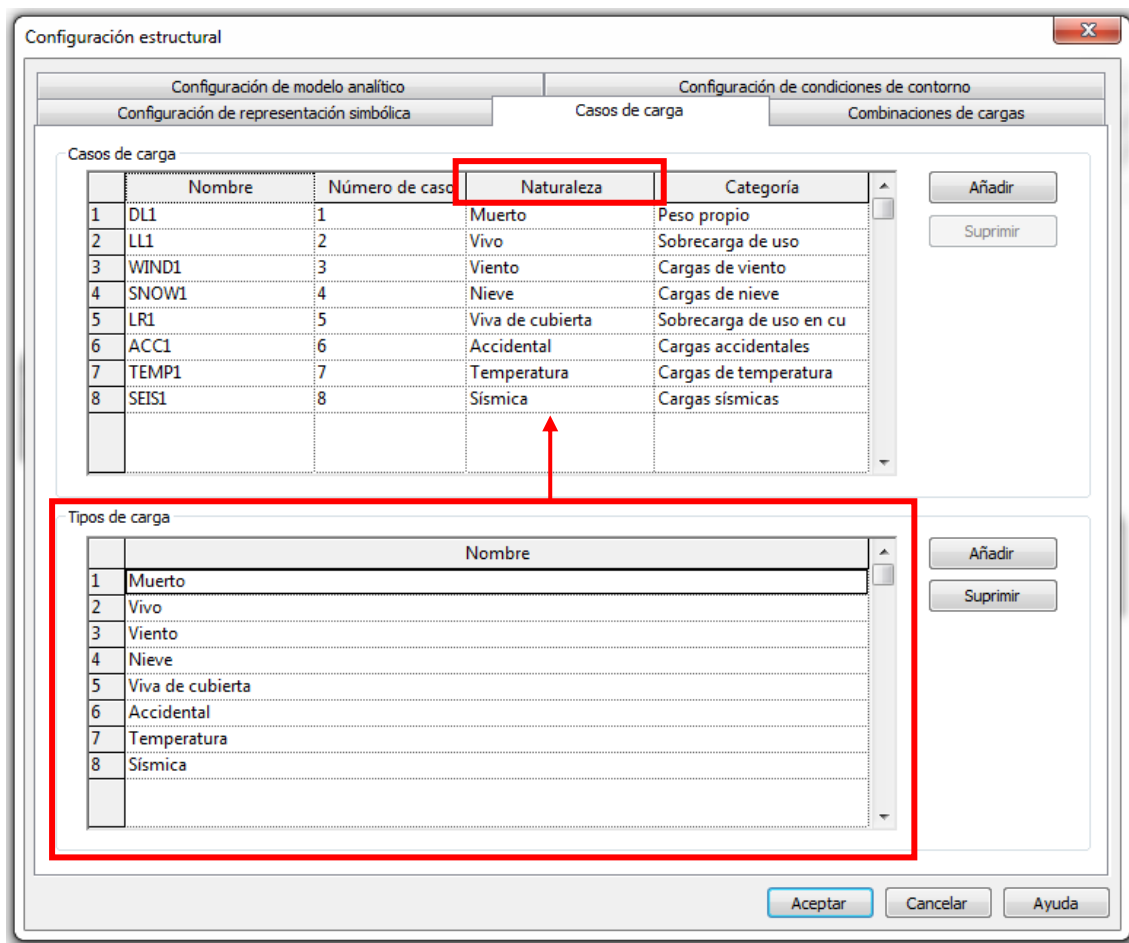 Configuración estructural
Configuración de modelo analítico Configuración de condiciones de contorno
Configuración de representación simbólica Casos de carga Combinaciones de cargas
Casos de carga
Nombre Número de caso Naturaleza Categoría Añadir
1 DL1 1 Muerto Peso propio
Suprimir
2 LL1 2 Vivo Sobrecarga de uso
3 WIND1 3 Viento Cargas de viento
4 SNOW1 4 Nieve Cargas de nieve
5 LR1 5 Viva de cubierta Sobrecarga de uso en cu
6 ACC1 6 Accidental Cargas accidentales
7 TEMP1 7 Temperatura Cargas de temperatura
8 SEIS1 8 Sísmica Cargas sísmicas
Tipos de carga
Nombre Añadir
1 Muerto
Suprimir
2 Vivo
3 Viento
4 Nieve
5 Viva de cubierta
6 Accidental
7 Temperatura
8 Sísmica
Aceptar Cancelar Ayuda